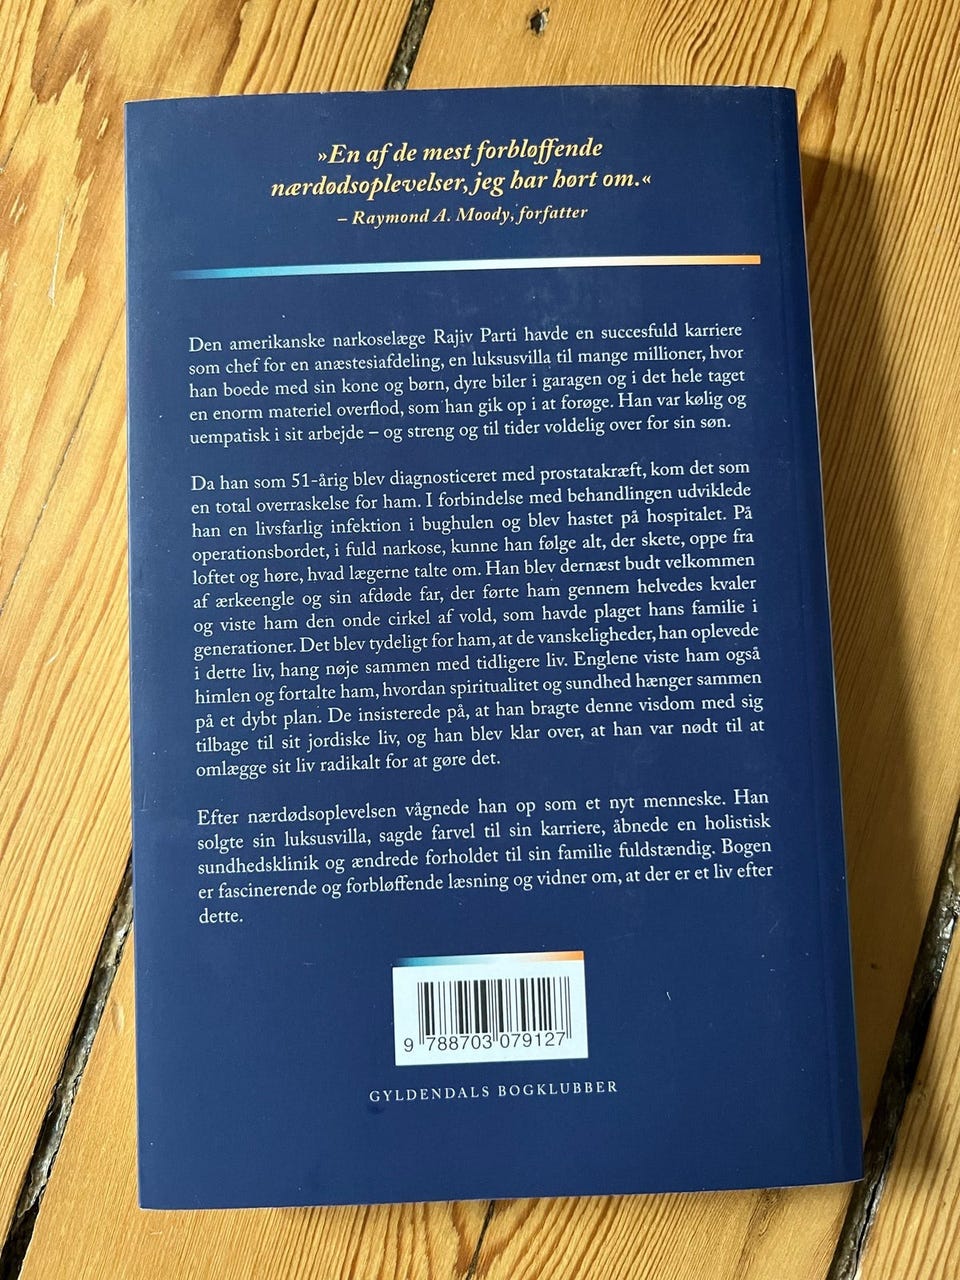 »En af de mest forbløffende
nærdødsoplevelser, jeg har hørt om.«
– Raymond A. Moody, forfatter
Den amerikanske narkoselæge Rajiv Parti havde en succesfuld karriere
som chef for en anæstesiafdeling, en luksusvilla til mange millioner, hvor
han boede med sin kone og børn, dyre biler i garagen og i det hele taget
en enorm materiel overflod, som han gik op i at forøge. Han var kølig og
uempatisk i sit arbejde – og streng og til tider voldelig over for sin søn.
Da han som 51-årig blev diagnosticeret med prostatakræft, kom det som
en total overraskelse for ham. I forbindelse med behandlingen udviklede
han en livsfarlig infektion i bughulen og blev hastet på hospitalet. På
operationsbordet, i fuld narkose, kunne han følge alt, der skete, oppe fra
loftet og høre, hvad lægerne talte om. Han blev dernæst budt velkommen
af ærkeengle og sin afdøde far, der førte ham gennem helvedes kvaler
og viste ham den onde cirkel af vold, som havde plaget hans familie i
generationer. Det blev tydeligt for ham, at de vanskeligheder, han oplevede
i dette liv, hang nøje sammen med tidligere liv. Englene viste ham også
himlen og fortalte ham, hvordan spiritualitet og sundhed hænger sammen
på et dybt plan. De insisterede på, at han bragte denne visdom med sig
tilbage til sit jordiske liv, og han blev klar over, at han var nødt til at
omlægge sit liv radikalt for at gøre det.
Efter nærdødsoplevelsen vågnede han op som et nyt menneske. Han
solgte sin luksusvilla, sagde farvel til sin karriere, åbnede en holistisk
sundhedsklinik og ændrede forholdet til sin familie fuldstændig. Bogen
er fascinerende og forbløffende læsning og vidner om, at der er et liv efter
dette.
9 788703 079127
GYLDENDALS BOGKLUBBER